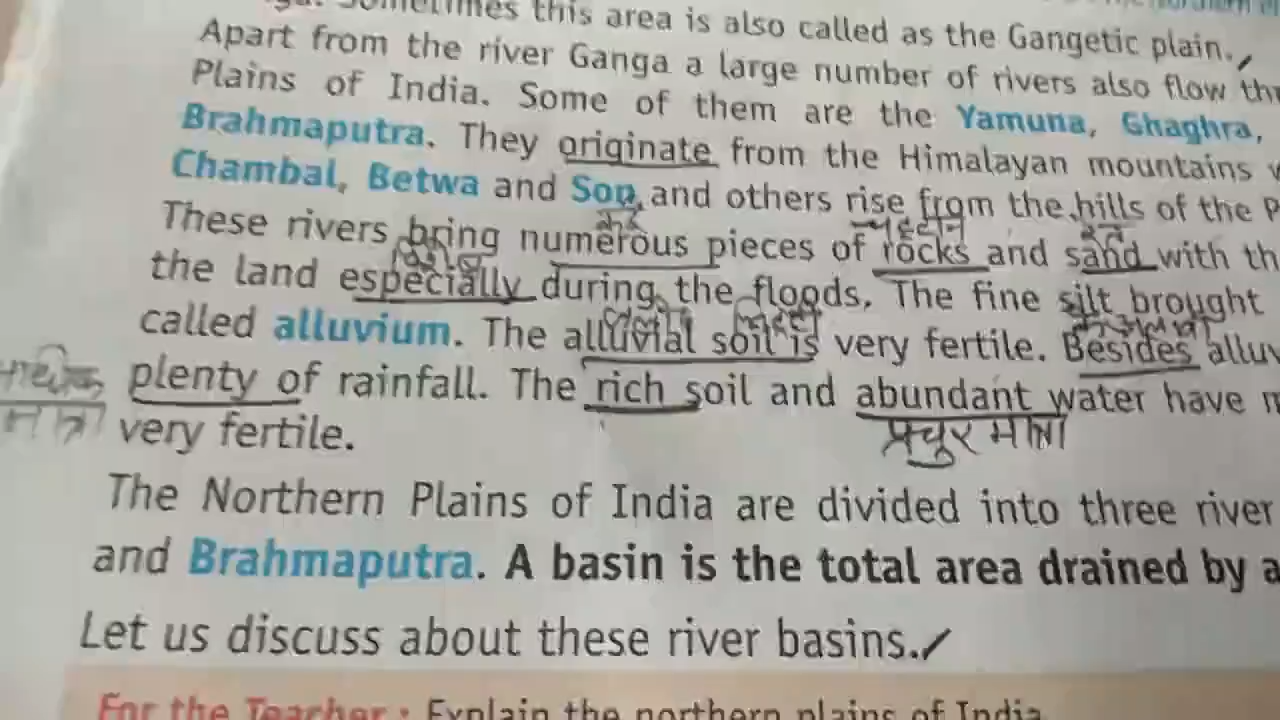 Sometimes this area is also called as the Gangetic plain.
Apart from the river Ganga a large number of rivers also flow
Plains of India. Some of them are the Yamuna, Ghaghra,
Brahmaputra. They originate from the Himalayan mountains
Chambal, Betwa and Son and others rise from the hills of the
These rivers bring numerous pieces of rocks and sand with
the land especially during the floods. The fine silt brought
called alluvium. The alluvial soil is very fertile. Besides
plenty of rainfall. The rich soil and abundant water have
very fertile.
प्रचुर मात्रा
The Northern Plains of India are divided into three river
and Brahmaputra. A basin is the total area drained by a
Let us discuss about these river basins.
For the Teacher : Explain the northern plains of India